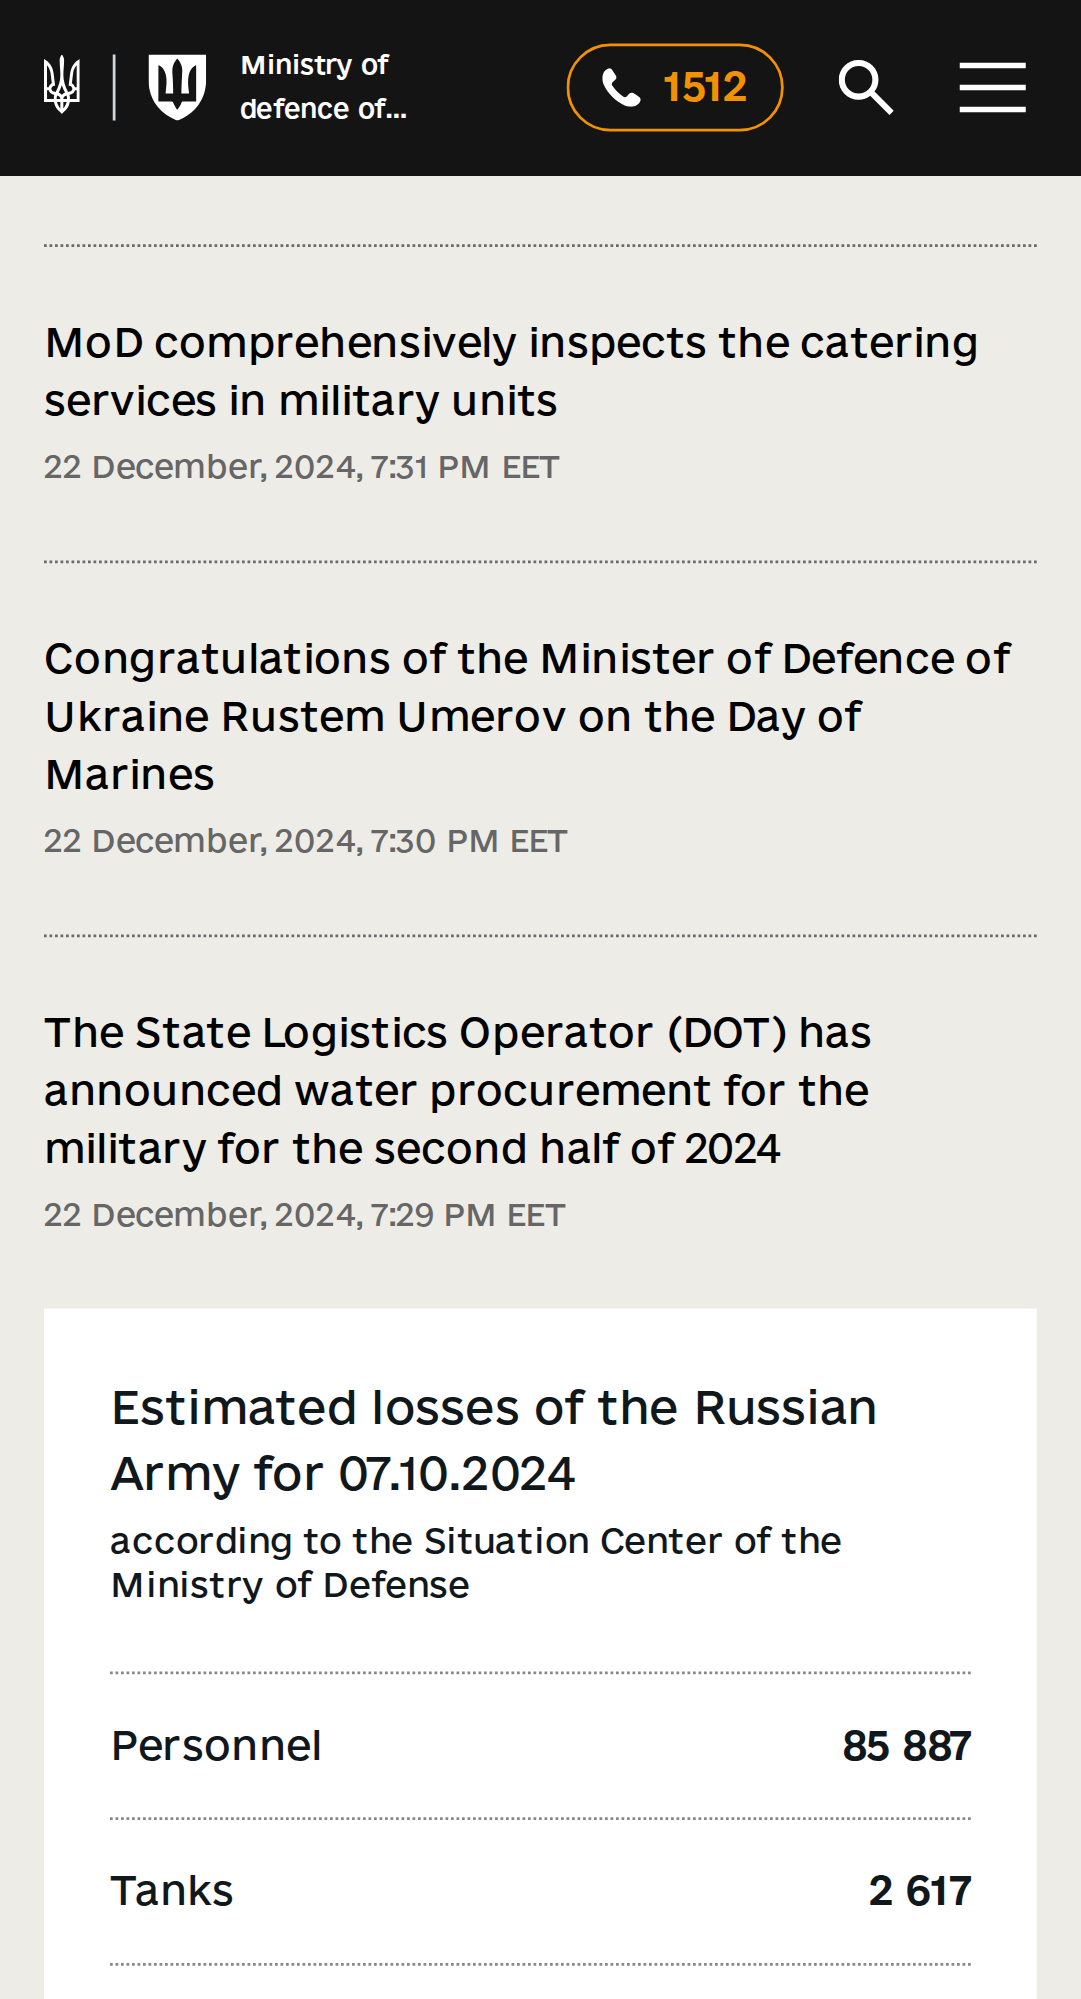 Ministry of
defence of...
1512
MoD comprehensively inspects the catering
services in military units
22 December, 2024, 7:31 PM EET
Congratulations of the Minister of Defence of
Ukraine Rustem Umerov on the Day of
Marines
22 December, 2024, 7:30 PM EET
The State Logistics Operator (DOT) has
announced water procurement for the
military for the second half of 2024
22 December, 2024, 7:29 PM EET
Estimated losses of the Russian
Army for 07.10.2024
according to the Situation Center of the
Ministry of Defense
Personnel 85 887
Tanks 2 617